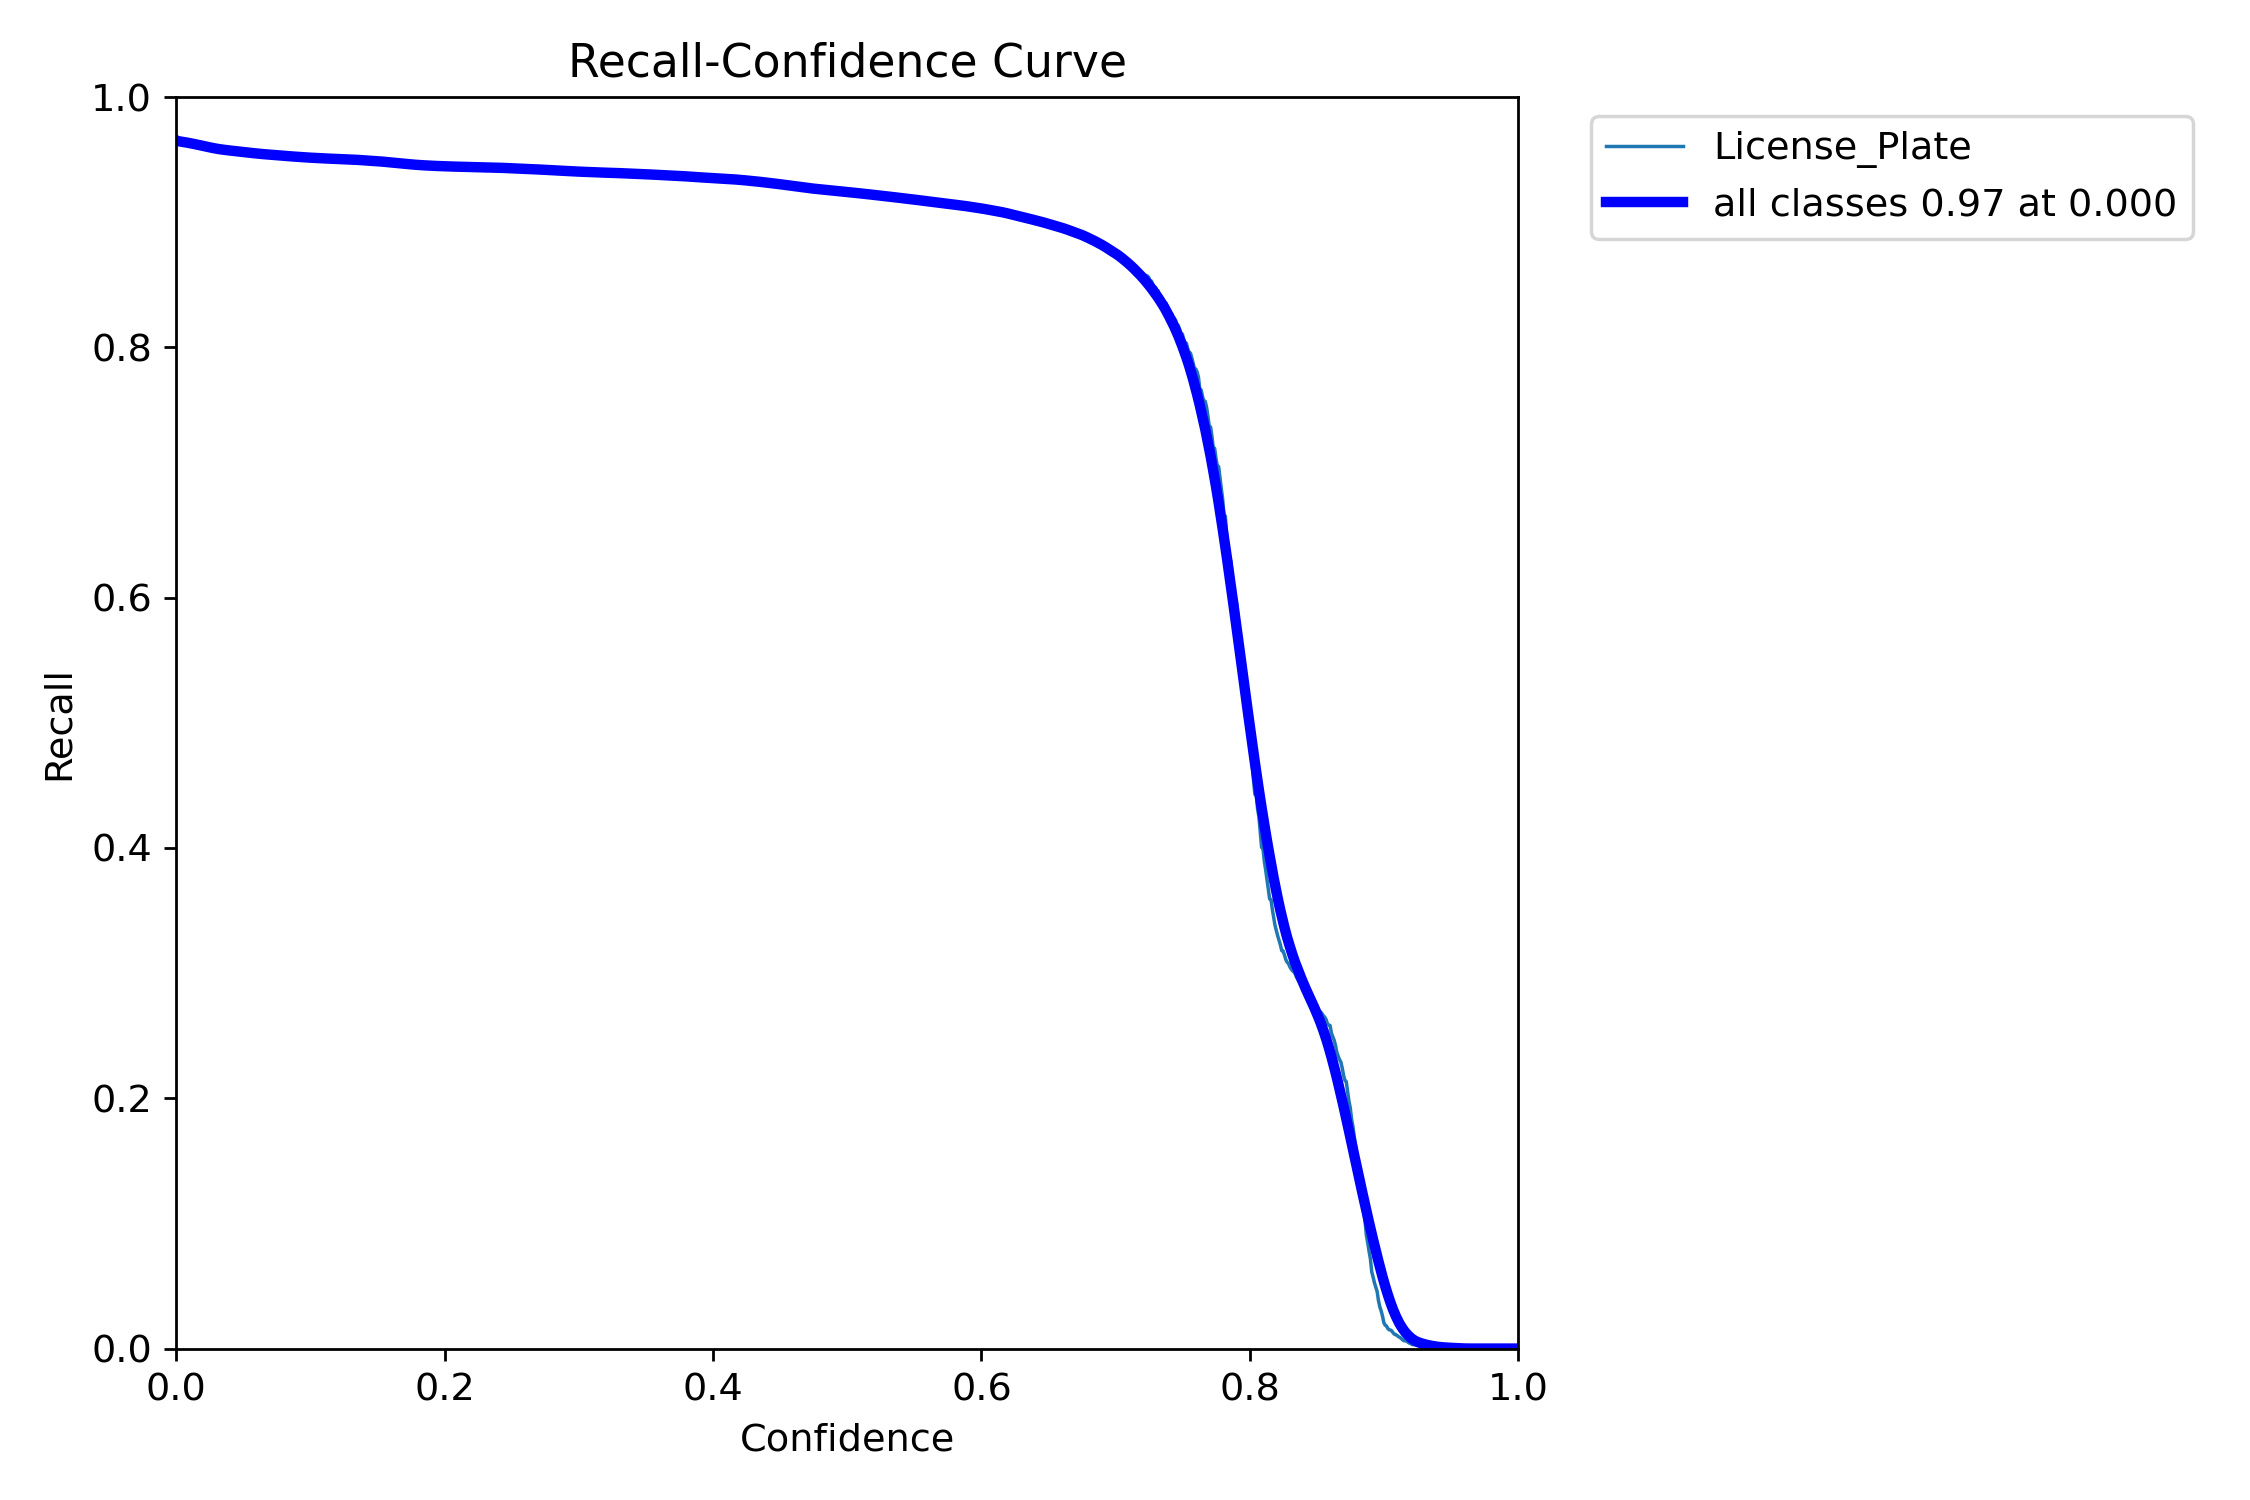 Recall-Confidence Curve
1.0
0.8
0.6
0.4
0.2
0.0
Recall
0.0 0.2 0.4 0.6 0.8 1.0
Confidence
License_Plate
all classes 0.97 at 0.000